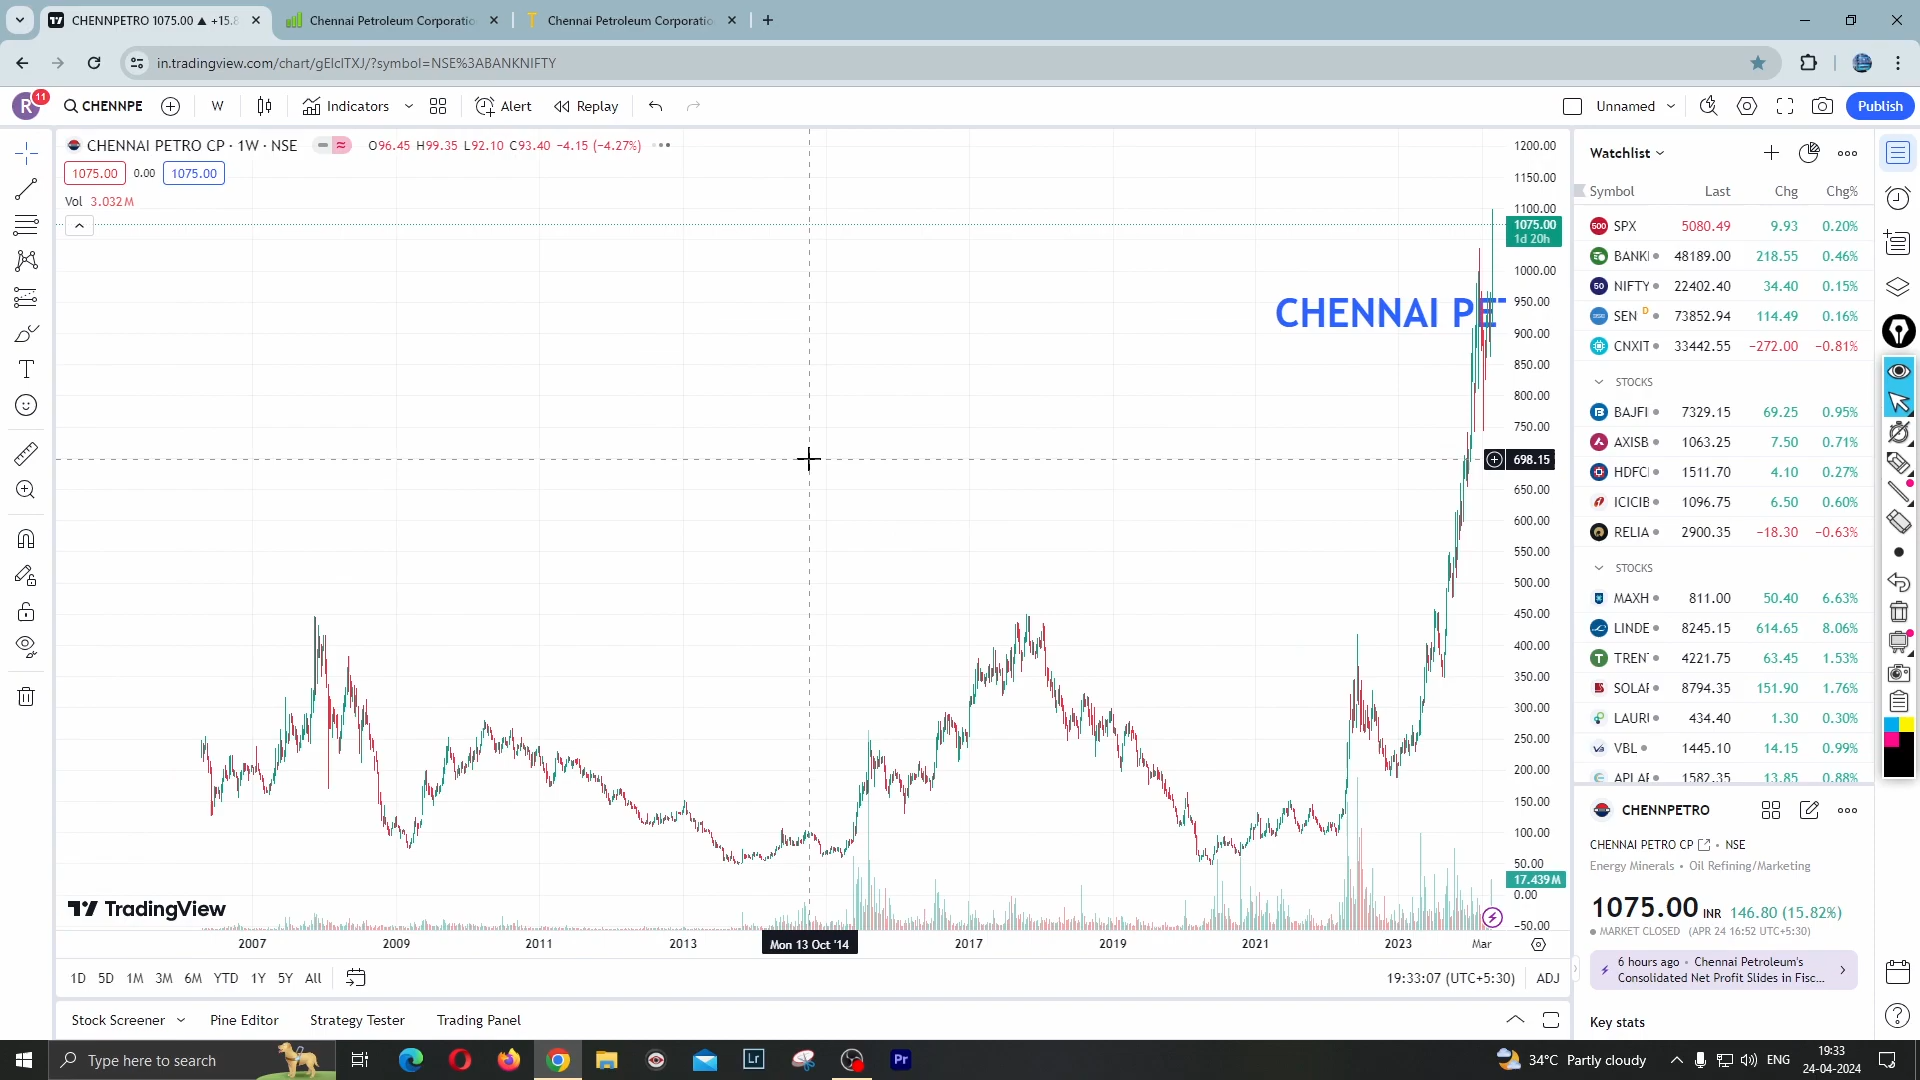 CHENNPETRO 1075.00 ▲ +15.8
Chennai Petroleum Corporatio
Chennai Petroleum Corporatio
in.tradingview.com/chart/gEIcITXJ/?symbol=NSE%3ABANKNIFTY
R 11 CHENNPE W Indicators Alert Replay Unnamed Publish
CHENNAI PETRO CP · 1W · NSE O96.45 H99.35 L92.10 C93.40 −4.15 (−4.27%)
1075.00 0.00 1075.00
Vol 3.032 M
CHENNAI PET
1200.00
1150.00
1100.00
1075.00
1d 20h
1000.00
950.00
900.00
850.00
800.00
750.00
698.15
650.00
600.00
550.00
500.00
450.00
400.00
350.00
300.00
250.00
200.00
150.00
100.00
50.00
17.439 M
0.00
−50.00
TradingView
2007 2009 2011 2013 Mon 13 Oct '14 2017 2019 2021 2023 Mar
1D 5D 1M 3M 6M YTD 1Y 5Y All 19:33:07 (UTC+5:30) ADJ
Stock Screener Pine Editor Strategy Tester Trading Panel
Watchlist
Symbol Last Chg Chg%
500 SPX 5080.49 9.93 0.20%
BANKI 48189.00 218.55 0.46%
50 NIFTY 22402.40 34.40 0.15%
SEN D 73852.94 114.49 0.16%
CNXIT 33442.55 −272.00 −0.81%
STOCKS
BAJFI 7329.15 69.25 0.95%
AXISB 1063.25 7.50 0.71%
HDFCI 1511.70 4.10 0.27%
ICICIB 1096.75 6.50 0.60%
RELIA 2900.35 −18.30 −0.63%
STOCKS
MAXH 811.00 50.40 6.63%
LINDE 8245.15 614.65 8.06%
TREN 4221.75 63.45 1.53%
SOLAF 8794.35 151.90 1.76%
LAURI 434.40 1.30 0.30%
VBL 1445.10 14.15 0.99%
APLAF 1582.35 13.85 0.88%
CHENNPETRO
CHENNAI PETRO CP • NSE
Energy Minerals • Oil Refining/Marketing
1075.00 INR 146.80 (15.82%)
MARKET CLOSED (APR 24 16:52 UTC+5:30)
6 hours ago • Chennai Petroleum's
Consolidated Net Profit Slides in Fisc...
Key stats
Type here to search
Lr
Pr
34°C Partly cloudy
ENG
19:33
24-04-2024